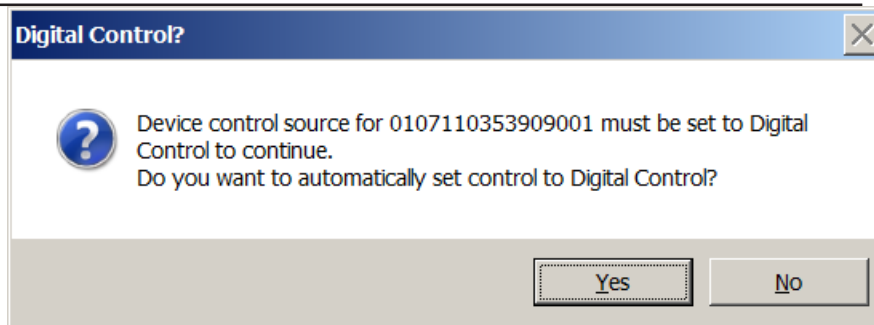 Digital Control?
Device control source for 0107110353909001 must be set to Digital
Control to continue.
Do you want to automatically set control to Digital Control?
Yes
No